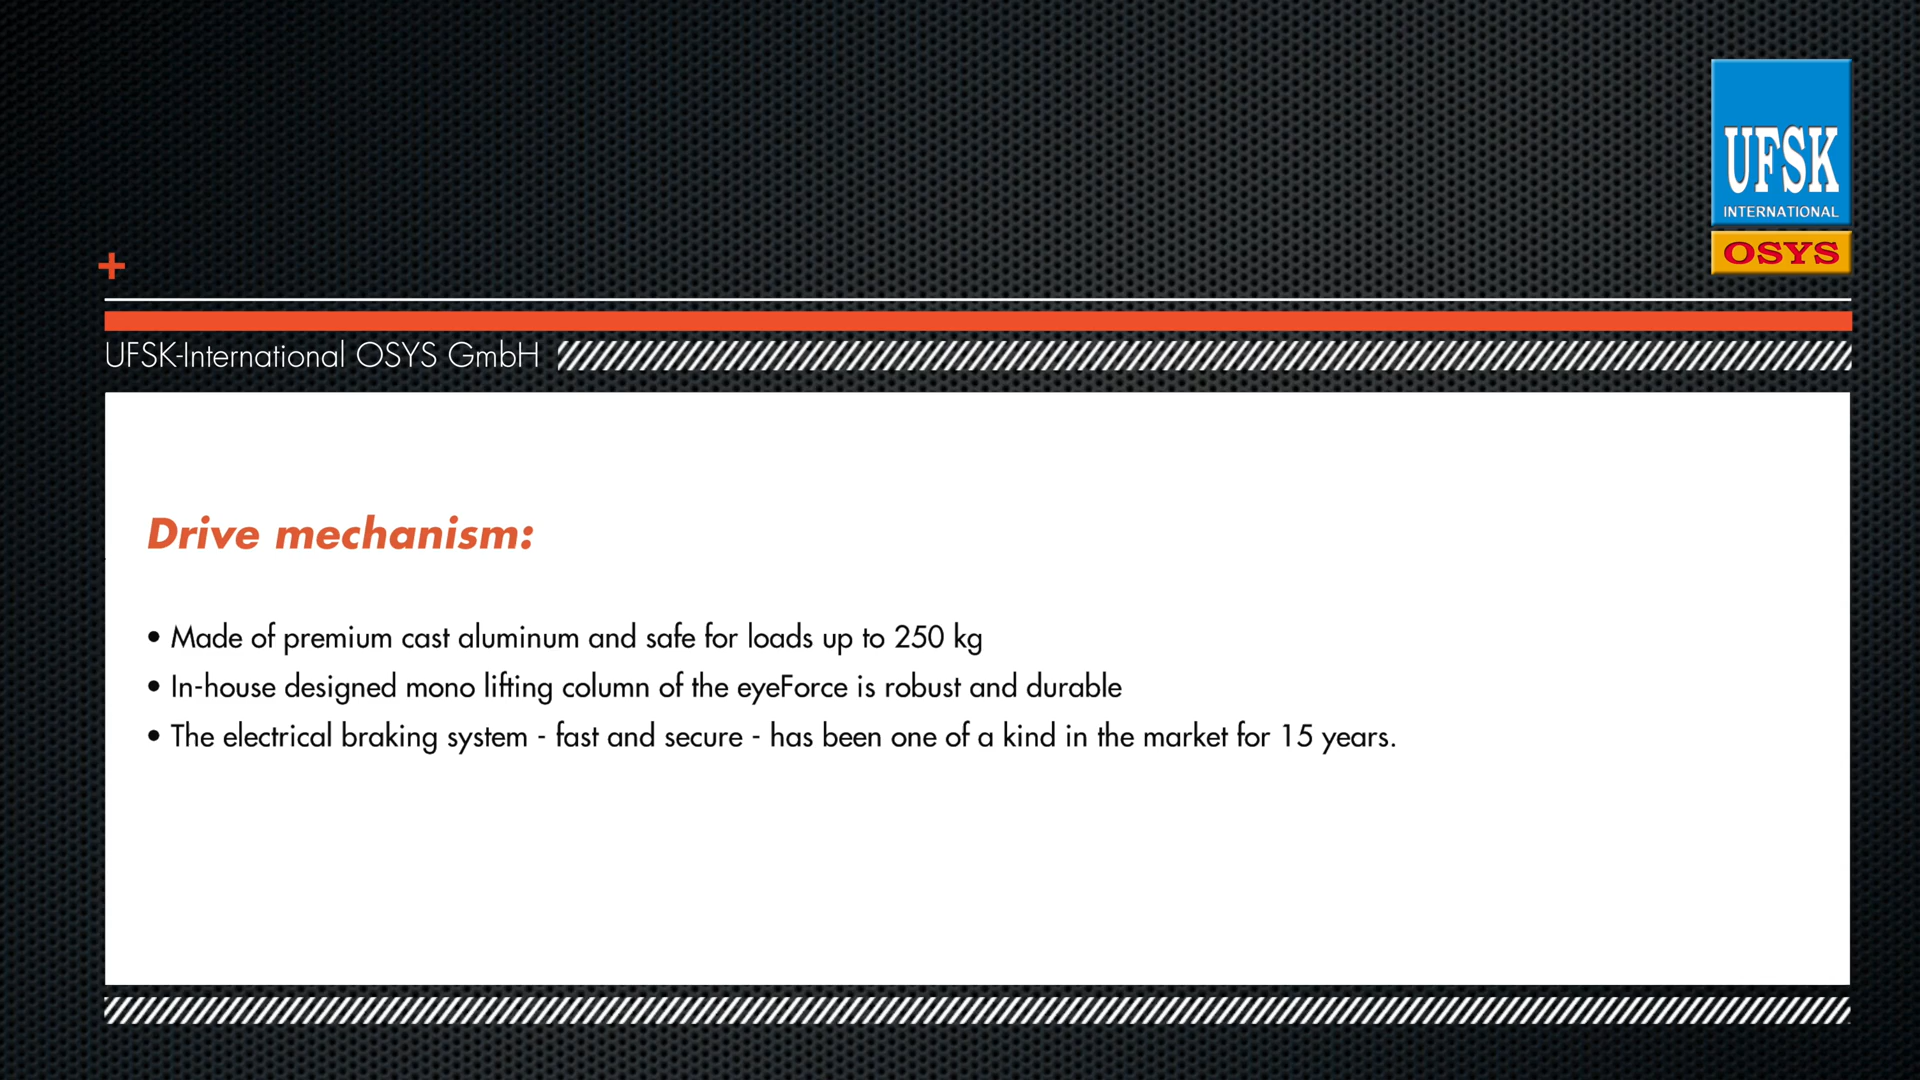 UFSK
INTERNATIONAL
OSYS
+
UFSK-International OSYS GmbH
Drive mechanism:
• Made of premium cast aluminum and safe for loads up to 250 kg
• In-house designed mono lifting column of the eyeForce is robust and durable
• The electrical braking system - fast and secure - has been one of a kind in the market for 15 years.